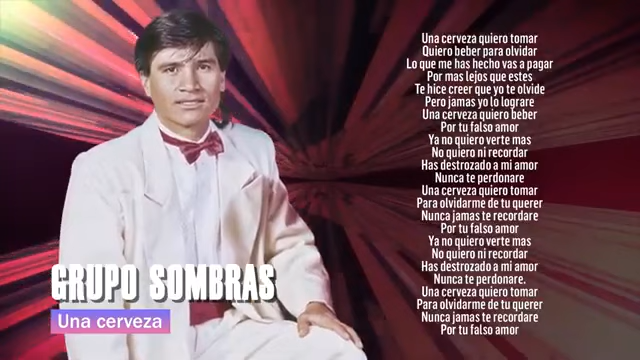 Una cerveza quiero tomar
Quiero beber para olvidar
Lo que me has hecho vas a pagar
Por mas lejos que estes
Te hice creer que yo te olvide
Pero jamas yo lo lograre
Una cerveza quiero beber
Por tu falso amor
Ya no quiero verte mas
No quiero ni recordar
Has destrozado a mi amor
Nunca te perdonare
Una cerveza quiero tomar
Para olvidarme de tu querer
Nunca jamas te recordare
Por tu falso amor
Ya no quiero verte mas
No quiero ni recordar
Has destrozado a mi amor
Nunca te perdonare.
Una cerveza quiero tomar
Para olvidarme de tu querer
Nunca jamas te recordare
Por tu falso amor
GRUPO SOMBRAS
Una cerveza